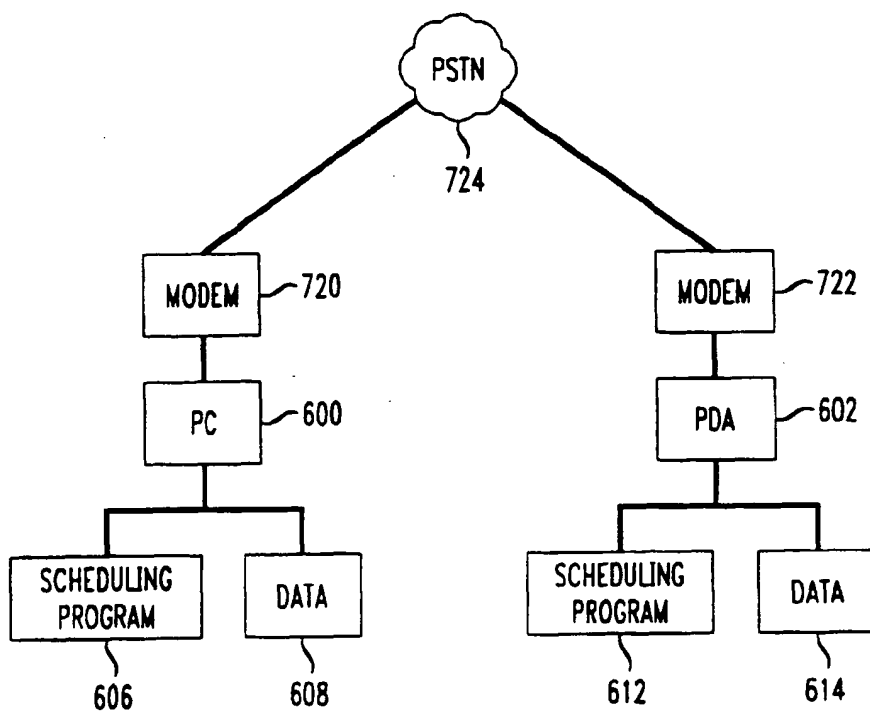 PSTN
724
MODEM
720
MODEM
722
PC
600
PDA
602
SCHEDULING
PROGRAM
DATA
SCHEDULING
PROGRAM
DATA
606
608
612
614